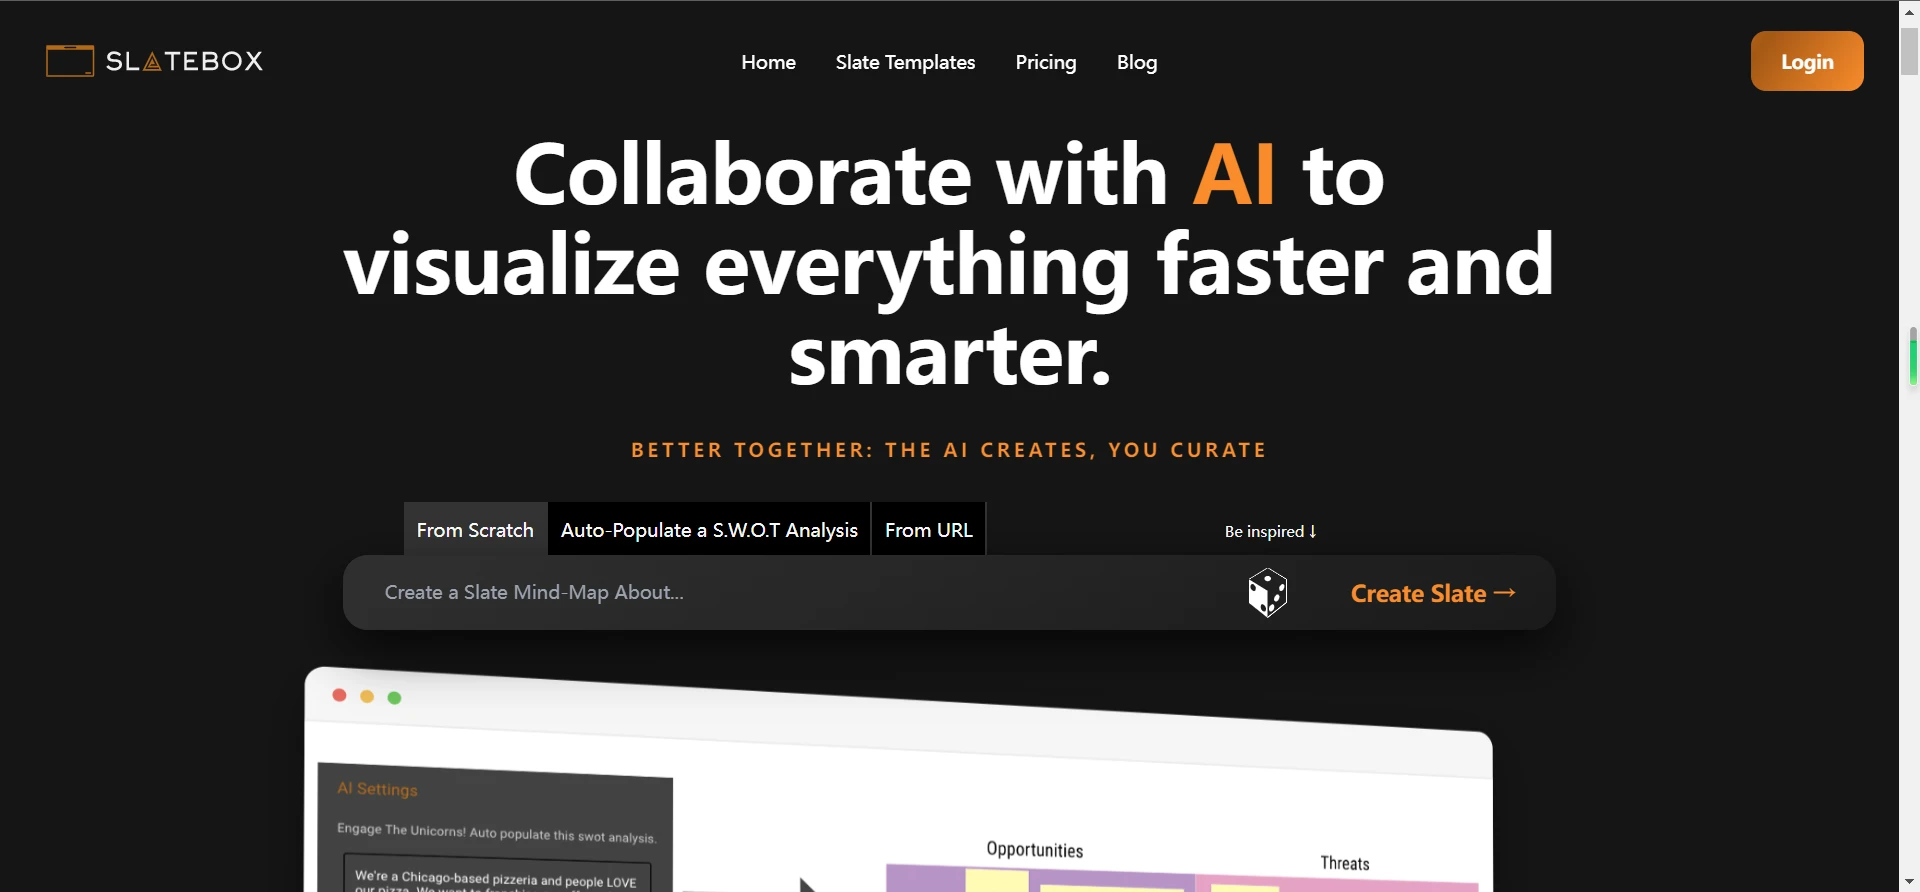 SLATEBOX
Home
Slate Templates
Pricing
Blog
Login
Collaborate with AI to
visualize everything faster and
smarter.
BETTER TOGETHER: THE AI CREATES, YOU CURATE
From Scratch
Auto-Populate a S.W.O.T Analysis
From URL
Be inspired ↓
Create a Slate Mind-Map About...
Create Slate →
AI Settings
Engage The Unicorns! Auto populate this swot analysis.
We're a Chicago-based pizzeria and people LOVE
Opportunities
Threats